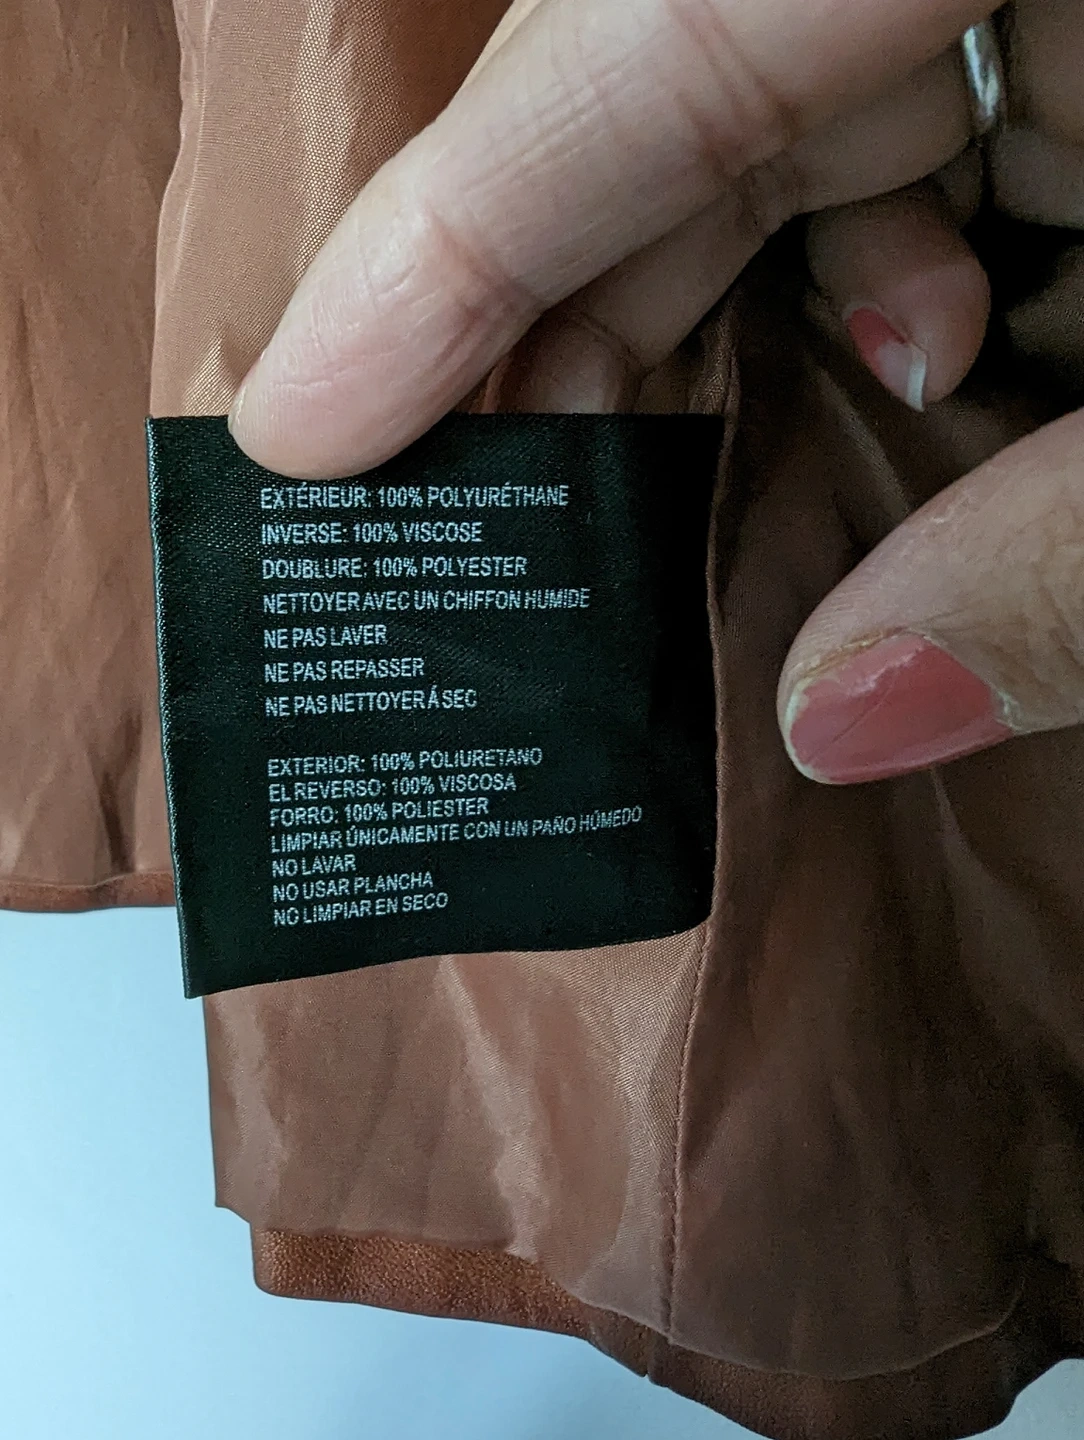 EXTÉRIEUR: 100% POLYURÉTHANE
INVERSE: 100% VISCOSE
DOUBLURE: 100% POLYESTER
NETTOYER AVEC UN CHIFFON HUMIDE
NE PAS LAVER
NE PAS REPASSER
NE PAS NETTOYER Á SEC
EXTERIOR: 100% POLIURETANO
EL REVERSO: 100% VISCOSA
FORRO: 100% POLIESTER
LIMPIAR ÚNICAMENTE CON UN PAÑO HÚMEDO
NO LAVAR
NO USAR PLANCHA
NO LIMPIAR EN SECO